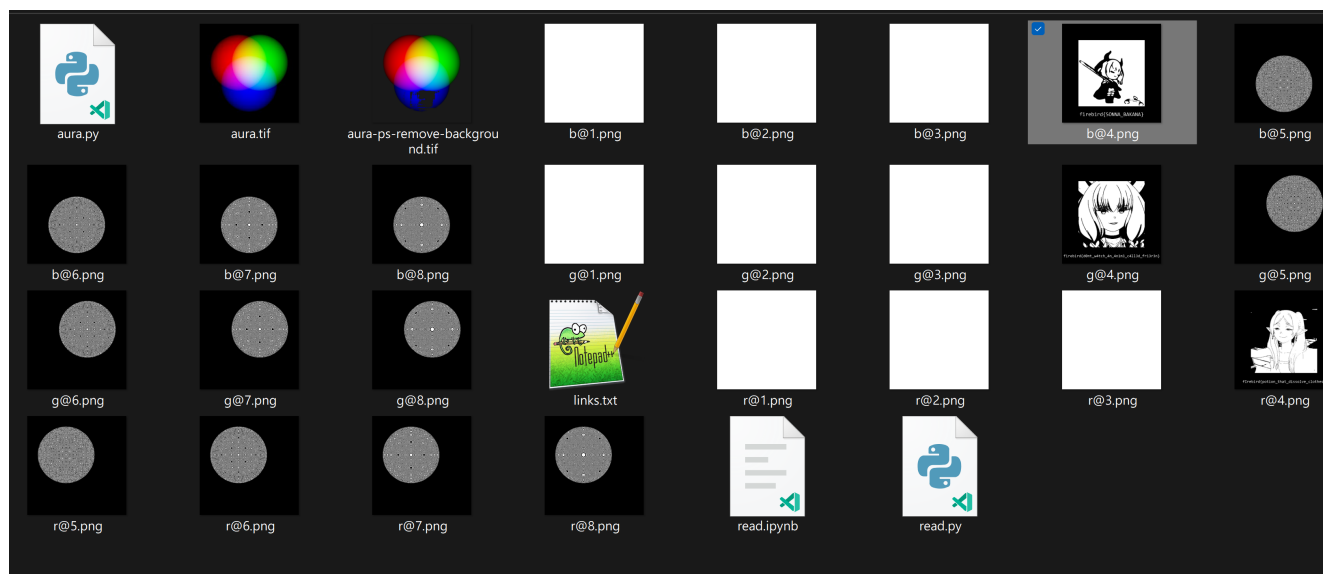 aura.py
aura.tif
aura-ps-remove-backgrou
nd.tif
b@1.png
b@2.png
b@3.png
firebird{SONNA_BAKANA}
b@4.png
b@5.png
b@6.png
b@7.png
b@8.png
g@1.png
g@2.png
g@3.png
g@4.png
g@5.png
g@6.png
g@7.png
g@8.png
Notepad++
links.txt
r@1.png
r@2.png
r@3.png
r@4.png
r@5.png
r@6.png
r@7.png
r@8.png
read.ipynb
read.py